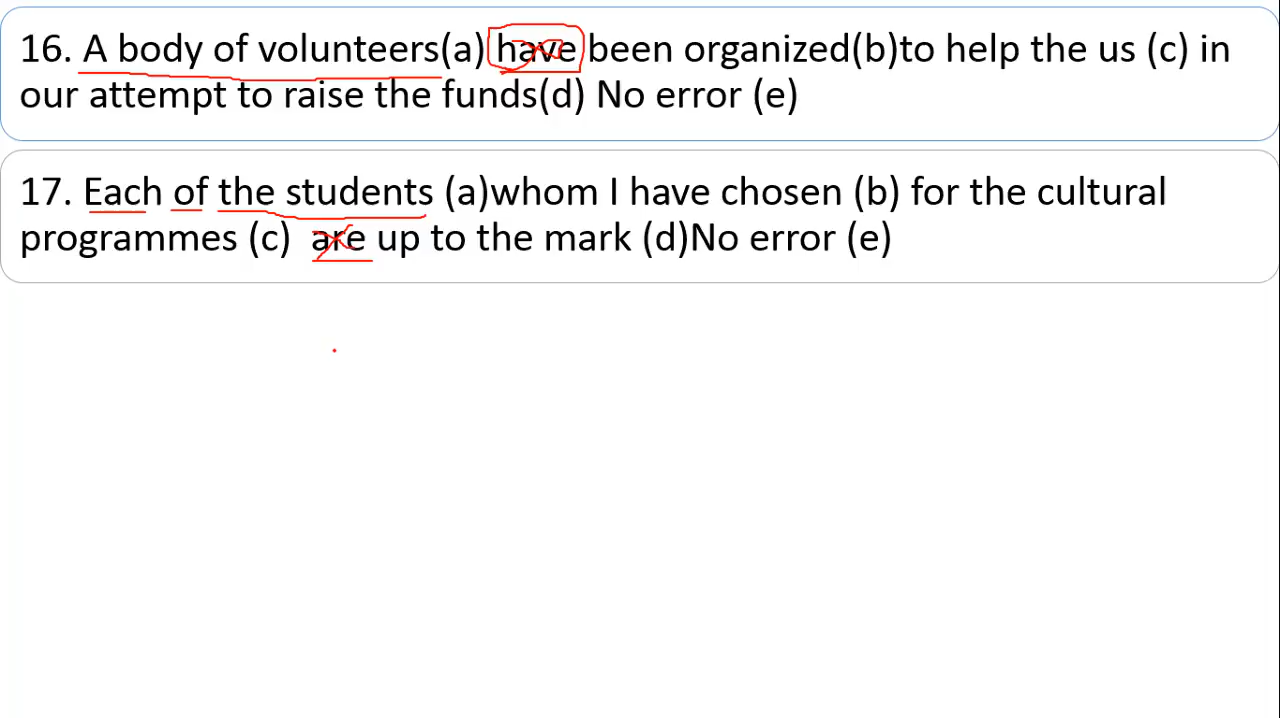 16. A body of volunteers(a) have been organized(b)to help the us (c) in
our attempt to raise the funds(d) No error (e)
17. Each of the students (a)whom I have chosen (b) for the cultural
programmes (c) are up to the mark (d)No error (e)